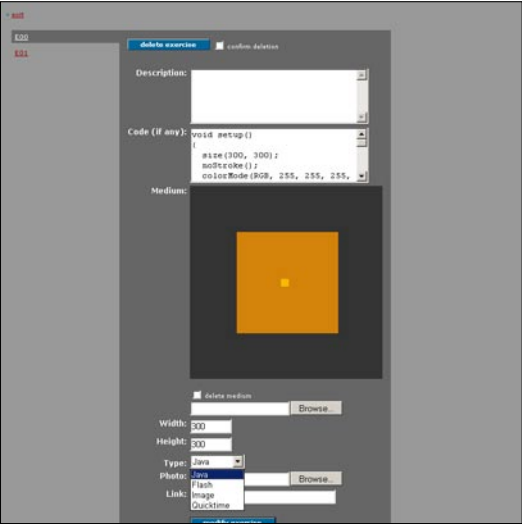 exit
E00
E01
delete exercise
confirm deletion
Description:
Code (if any):
void setup()
{
size(300, 300);
noStroke();
colorMode(RGB, 255, 255, 255,
Medium:
delete medium
Browse...
Width: 300
Height: 300
Type: Java
Java
Flash
Image
Quicktime
Photo: Browse...
Link:
modify exercise